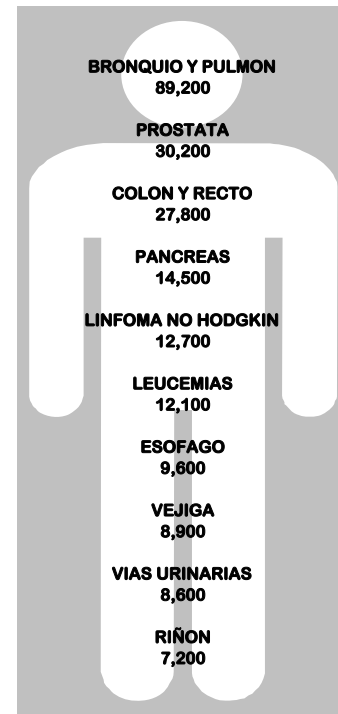 BRONQUIO Y PULMON
89,200
PROSTATA
30,200
COLON Y RECTO
27,800
PANCREAS
14,500
LINFOMA NO HODGKIN
12,700
LEUCEMIAS
12,100
ESOFAGO
9,600
VEJIGA
8,900
VIAS URINARIAS
8,600
RIÑON
7,200